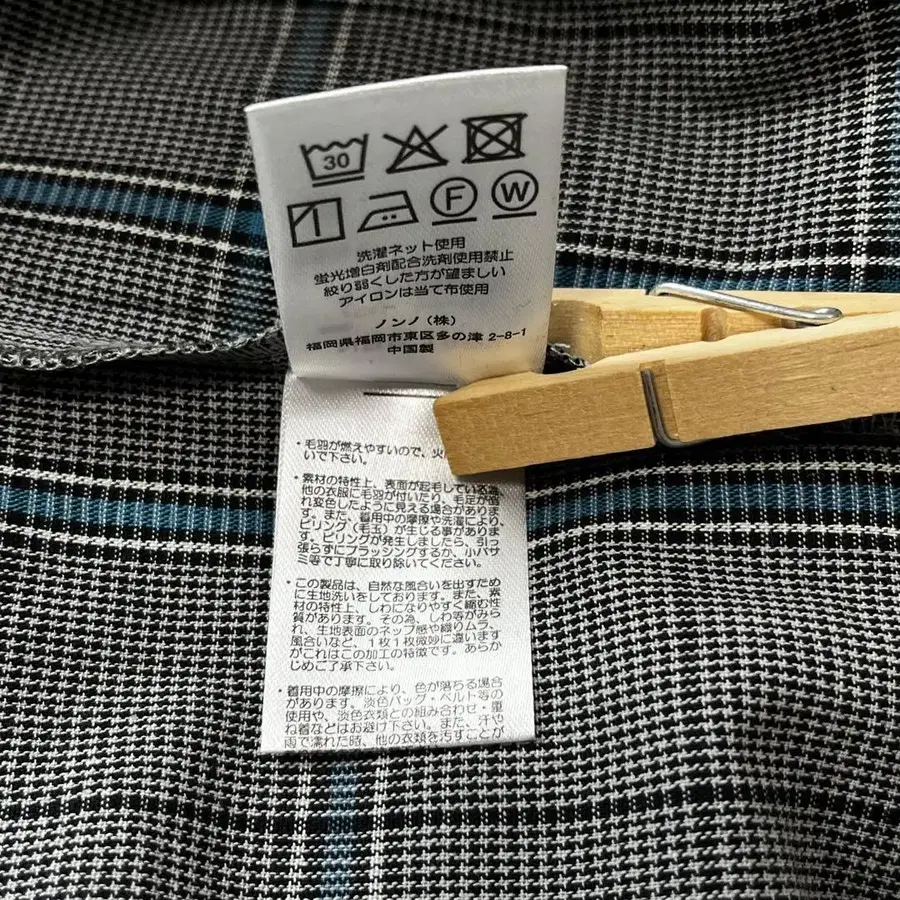 30
F W
洗濯ネット使用
蛍光増白剤配合洗剤使用禁止
絞り弱くした方が望ましい
アイロンは当て布使用
ノンノ(株)
福岡県福岡市東区多の津 2-8-1
中国製
・毛羽が燃えやすいので、火
いで下さい。
・素材の特性上、表面が起毛している為
他の衣服に毛羽が付いたり、毛足が
れ変色したように見える場合がありま
す。また、着用中の摩擦や洗濯により、
ピリング(毛玉)が生じる事がありま
す。ピリングが発生しましたら、引っ
張らずにブラッシングするか、小バサ
ミ等で丁寧に取り除いてください。
・この製品は、自然な風合いを出すため
に生地洗いをしております。また、素
材の特性上、しわになりやすく縮む性
質があります。その為、しわ等がみら
れ、生地表面のネップ感や織りムラ、
風合いなど、1枚1枚微妙に違います
がこれはこの加工の特徴です。あらか
じめご了承下さい。
・着用中の摩擦により、色が落ちる場合
があります。淡色バッグ・ベルト等の
使用や、淡色衣類との組み合わせ・重
ね着などはお避け下さい。また、汗や
雨で濡れた時、他の衣類を汚すことが